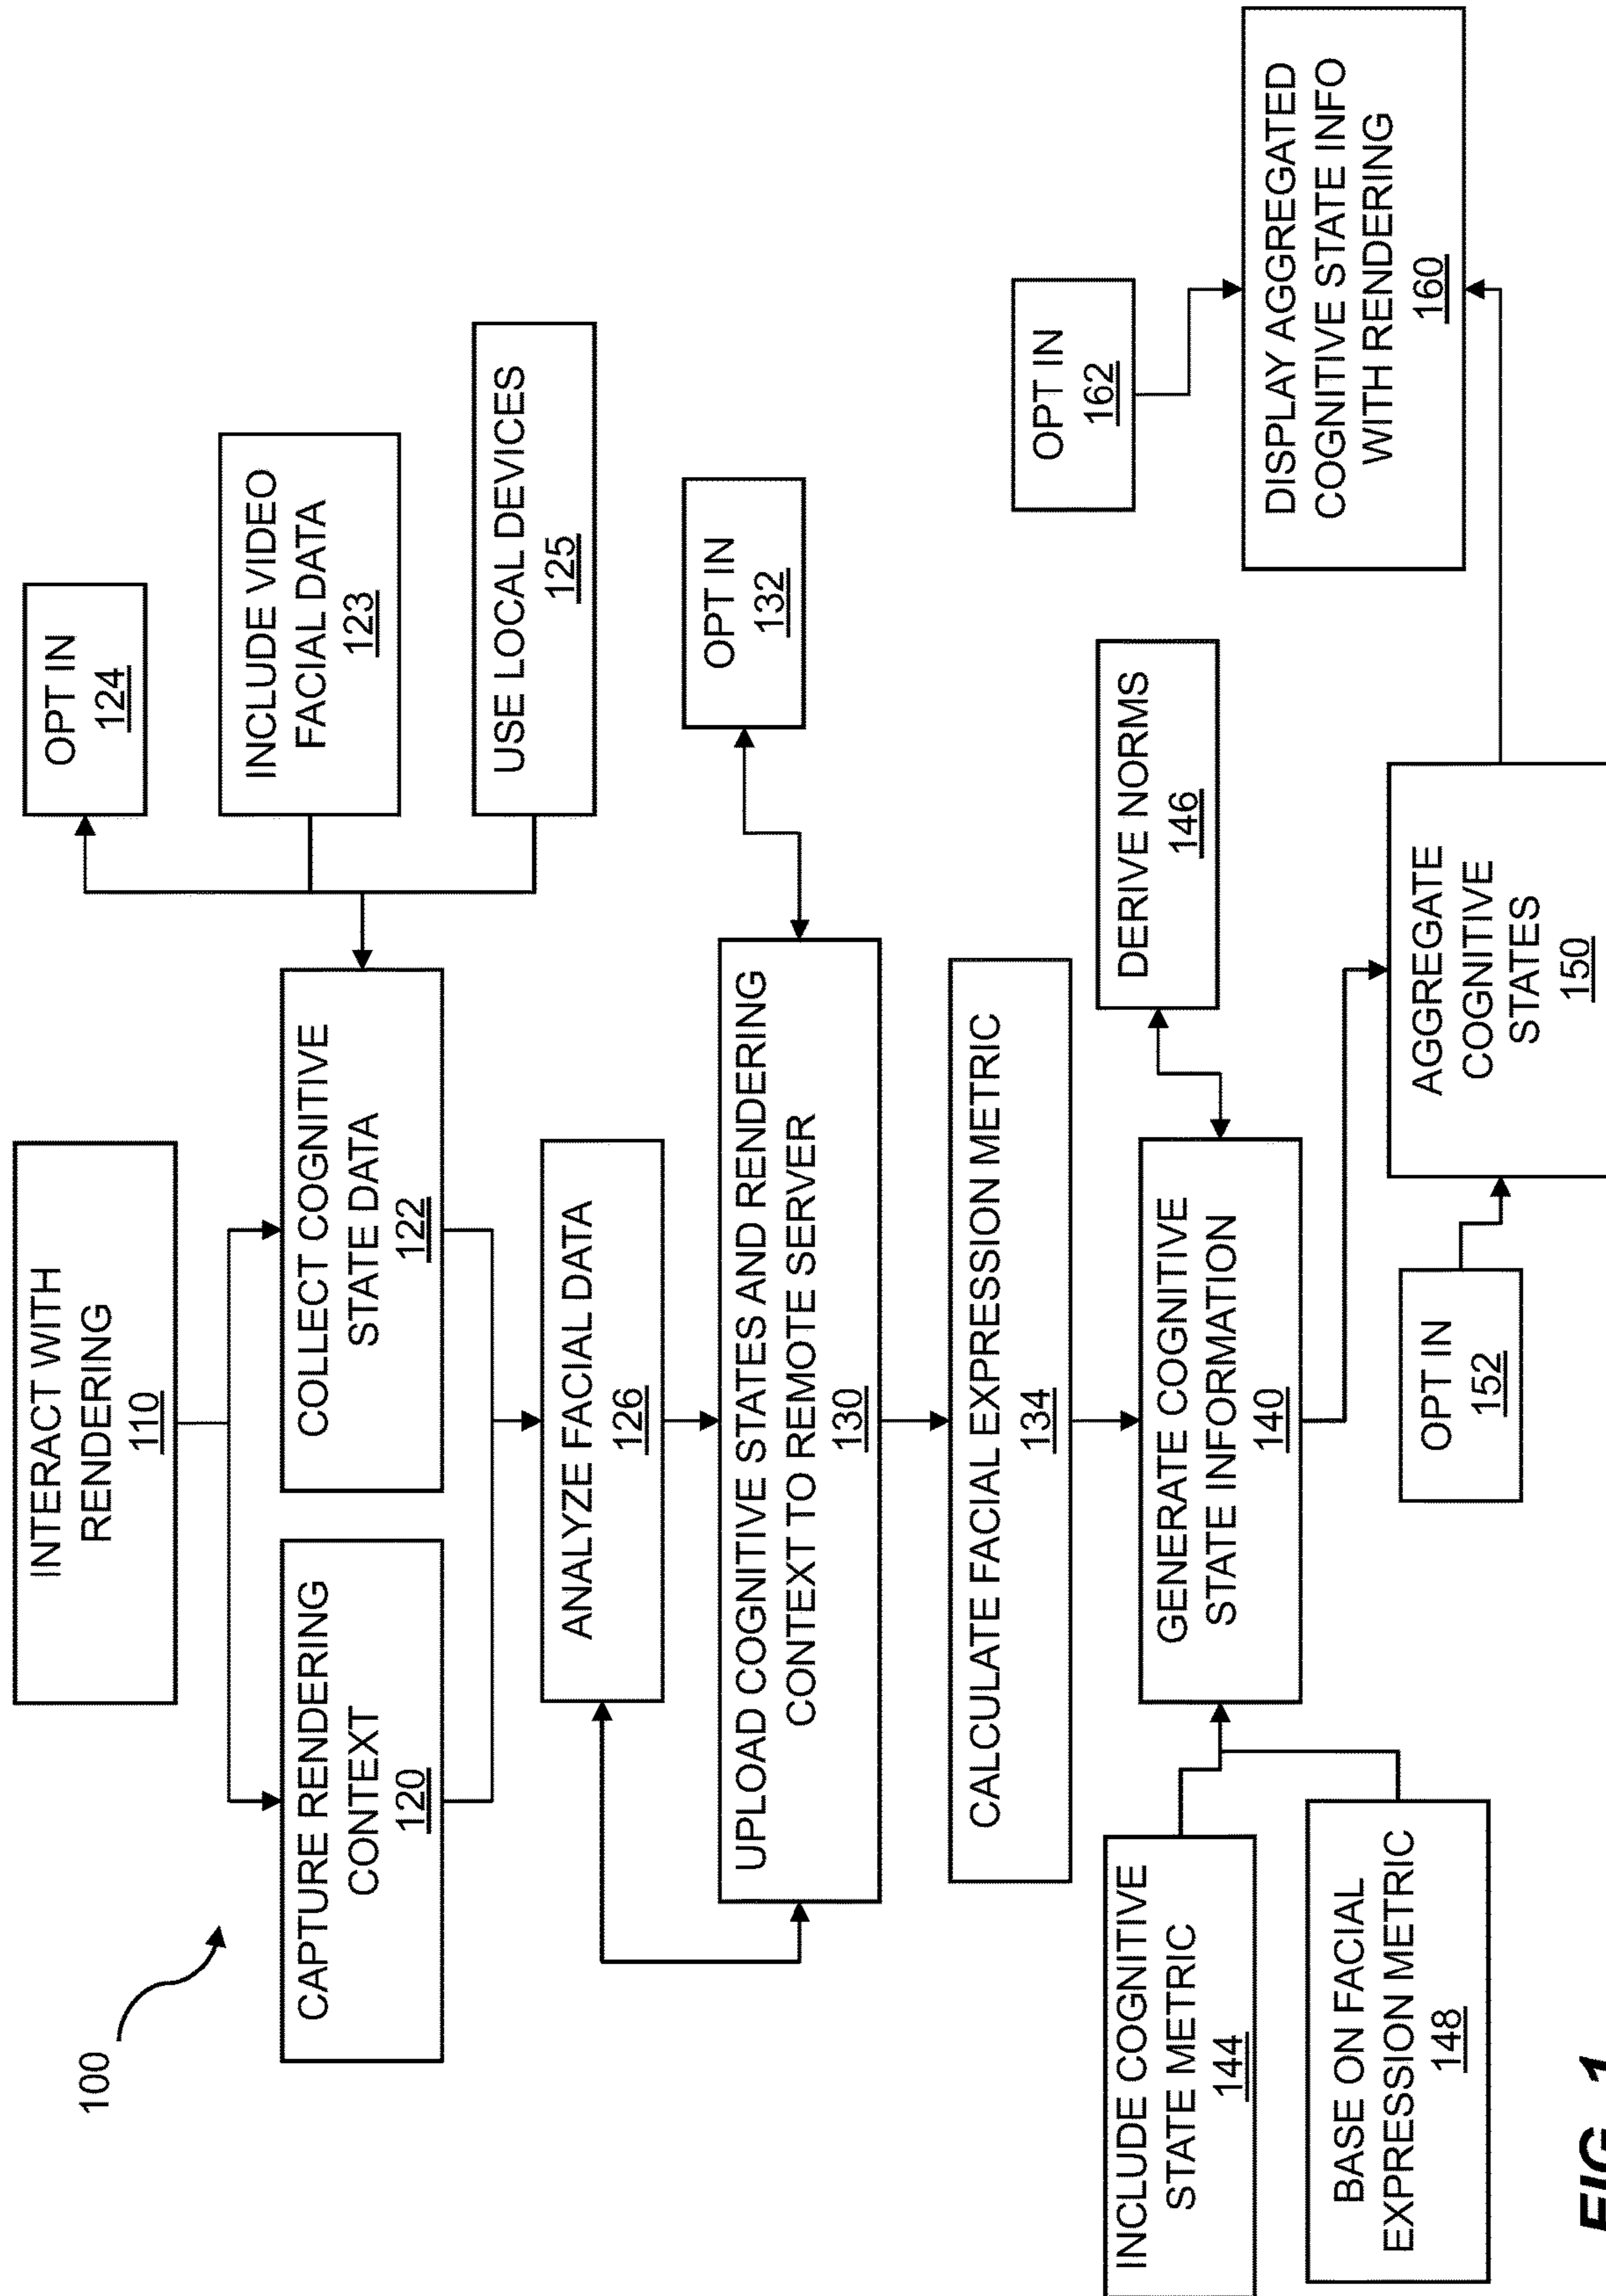 100
INTERACT WITH
RENDERING
110
CAPTURE RENDERING
CONTEXT
120
COLLECT COGNITIVE
STATE DATA
122
OPT IN
124
INCLUDE VIDEO
FACIAL DATA
123
USE LOCAL DEVICES
125
ANALYZE FACIAL DATA
126
UPLOAD COGNITIVE STATES AND RENDERING
CONTEXT TO REMOTE SERVER
130
OPT IN
132
CALCULATE FACIAL EXPRESSION METRIC
134
INCLUDE COGNITIVE
STATE METRIC
144
GENERATE COGNITIVE
STATE INFORMATION
140
DERIVE NORMS
146
BASE ON FACIAL
EXPRESSION METRIC
148
OPT IN
152
AGGREGATE
COGNITIVE
STATES
150
OPT IN
162
DISPLAY AGGREGATED
COGNITIVE STATE INFO
WITH RENDERING
160
FIG. 1